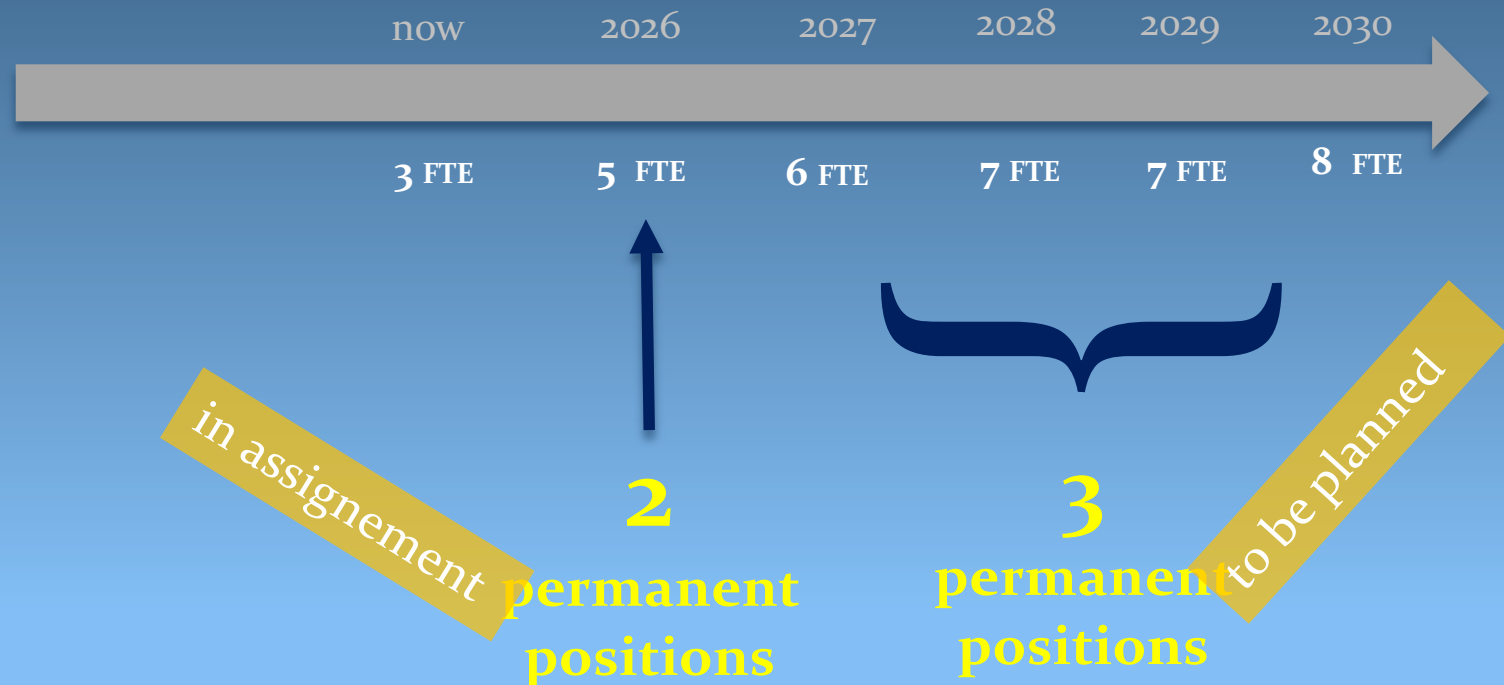 now 2026 2027 2028 2029 2030
3 FTE 5 FTE 6 FTE 7 FTE 7 FTE 8 FTE
in assignement
2
permanent
positions
3
permanent
positions
to be planned